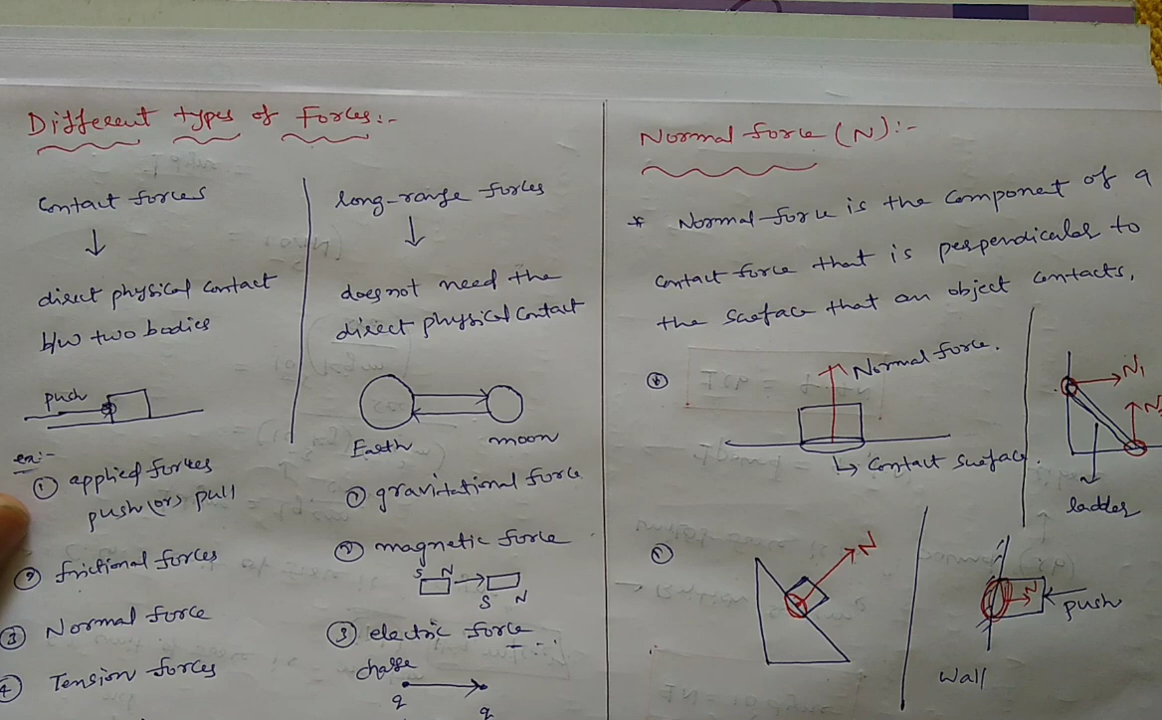 Different types of Forces:-
contact forces
direct physical contact
b/w two bodies
push
ex:-
① applied forces
push (or) pull
② frictional forces
③ Normal force
④ Tension forces
long-range forces
does not need the
direct physical contact
Earth
moon
① gravitational force
② magnetic force
S N
S N
③ electric force
charge
q
q
Normal force (N):-
* Normal force is the component of a
contact force that is perpendicular to
the surface that an object contacts.
Normal force.
contact surface.
N1
N
ladder
N
N
push
wall